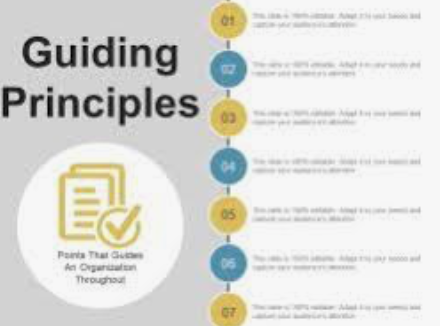 Guiding
Principles
Points That Guides
An Organization
Throughout
01
This slide is 100% editable. Adapt it to your needs and
capture your audience's attention.
02
This slide is 100% editable. Adapt it to your needs and
capture your audience's attention.
03
This slide is 100% editable. Adapt it to your needs and
capture your audience's attention.
04
This slide is 100% editable. Adapt it to your needs and
capture your audience's attention.
05
This slide is 100% editable. Adapt it to your needs and
capture your audience's attention.
06
This slide is 100% editable. Adapt it to your needs and
capture your audience's attention.
07
This slide is 100% editable. Adapt it to your needs and
capture your audience's attention.